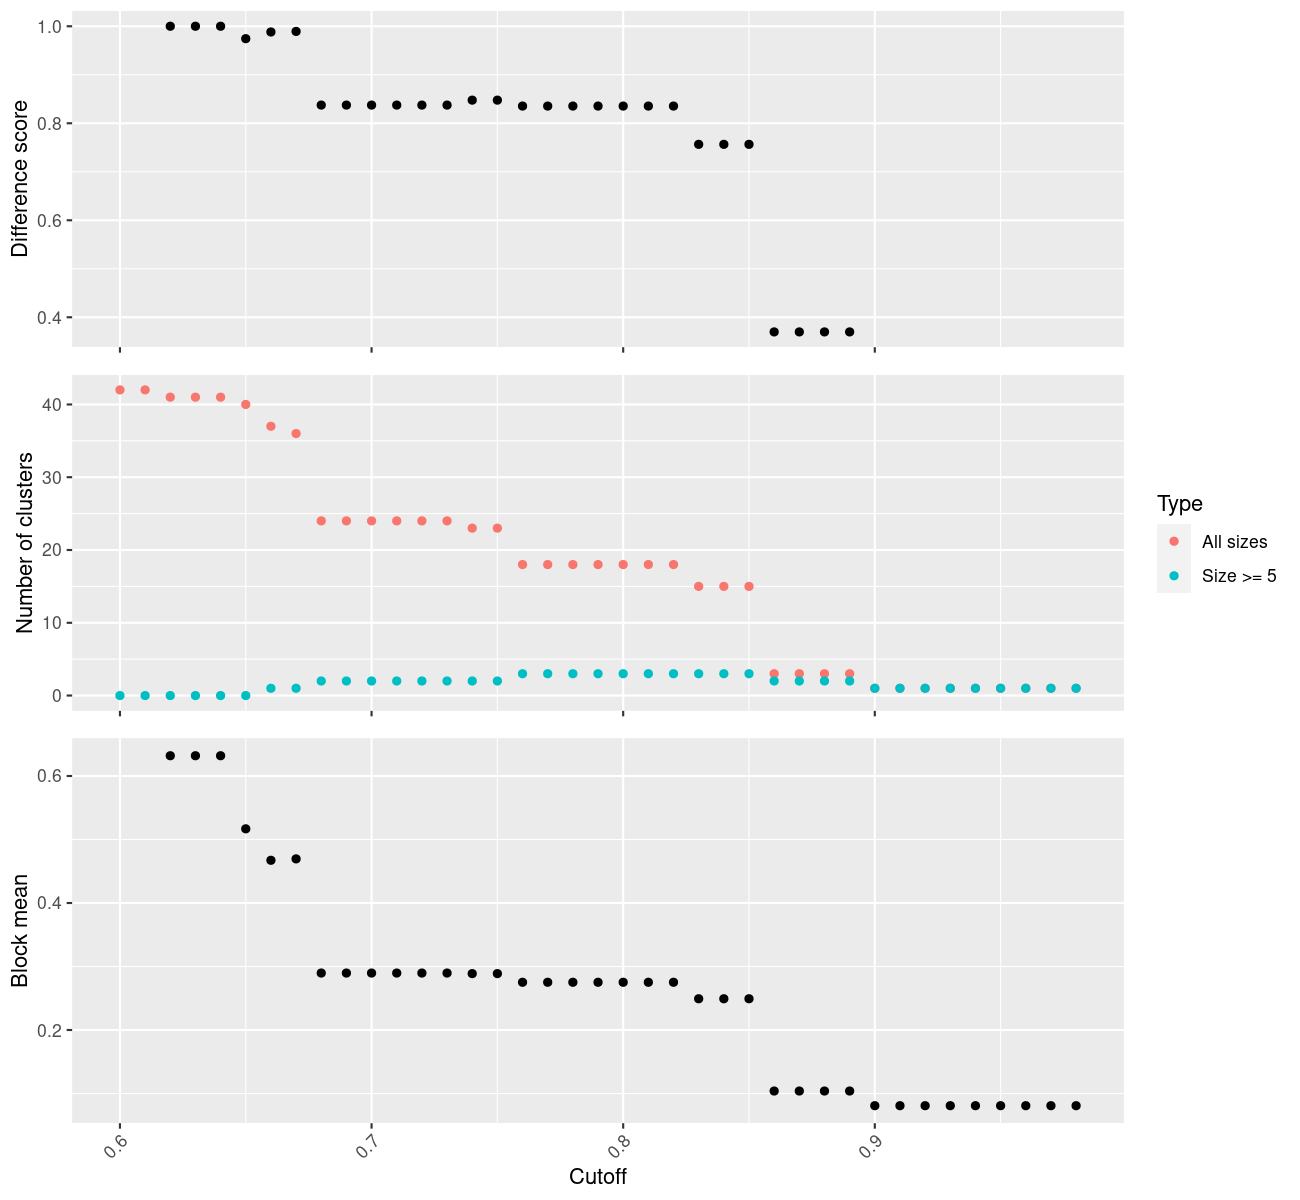 1.0
0.8
0.6
0.4
Difference score
40
30
20
10
0
Number of clusters
Type
All sizes
Size >= 5
0.6
0.4
0.2
Block mean
0.6
0.7
0.8
0.9
Cutoff